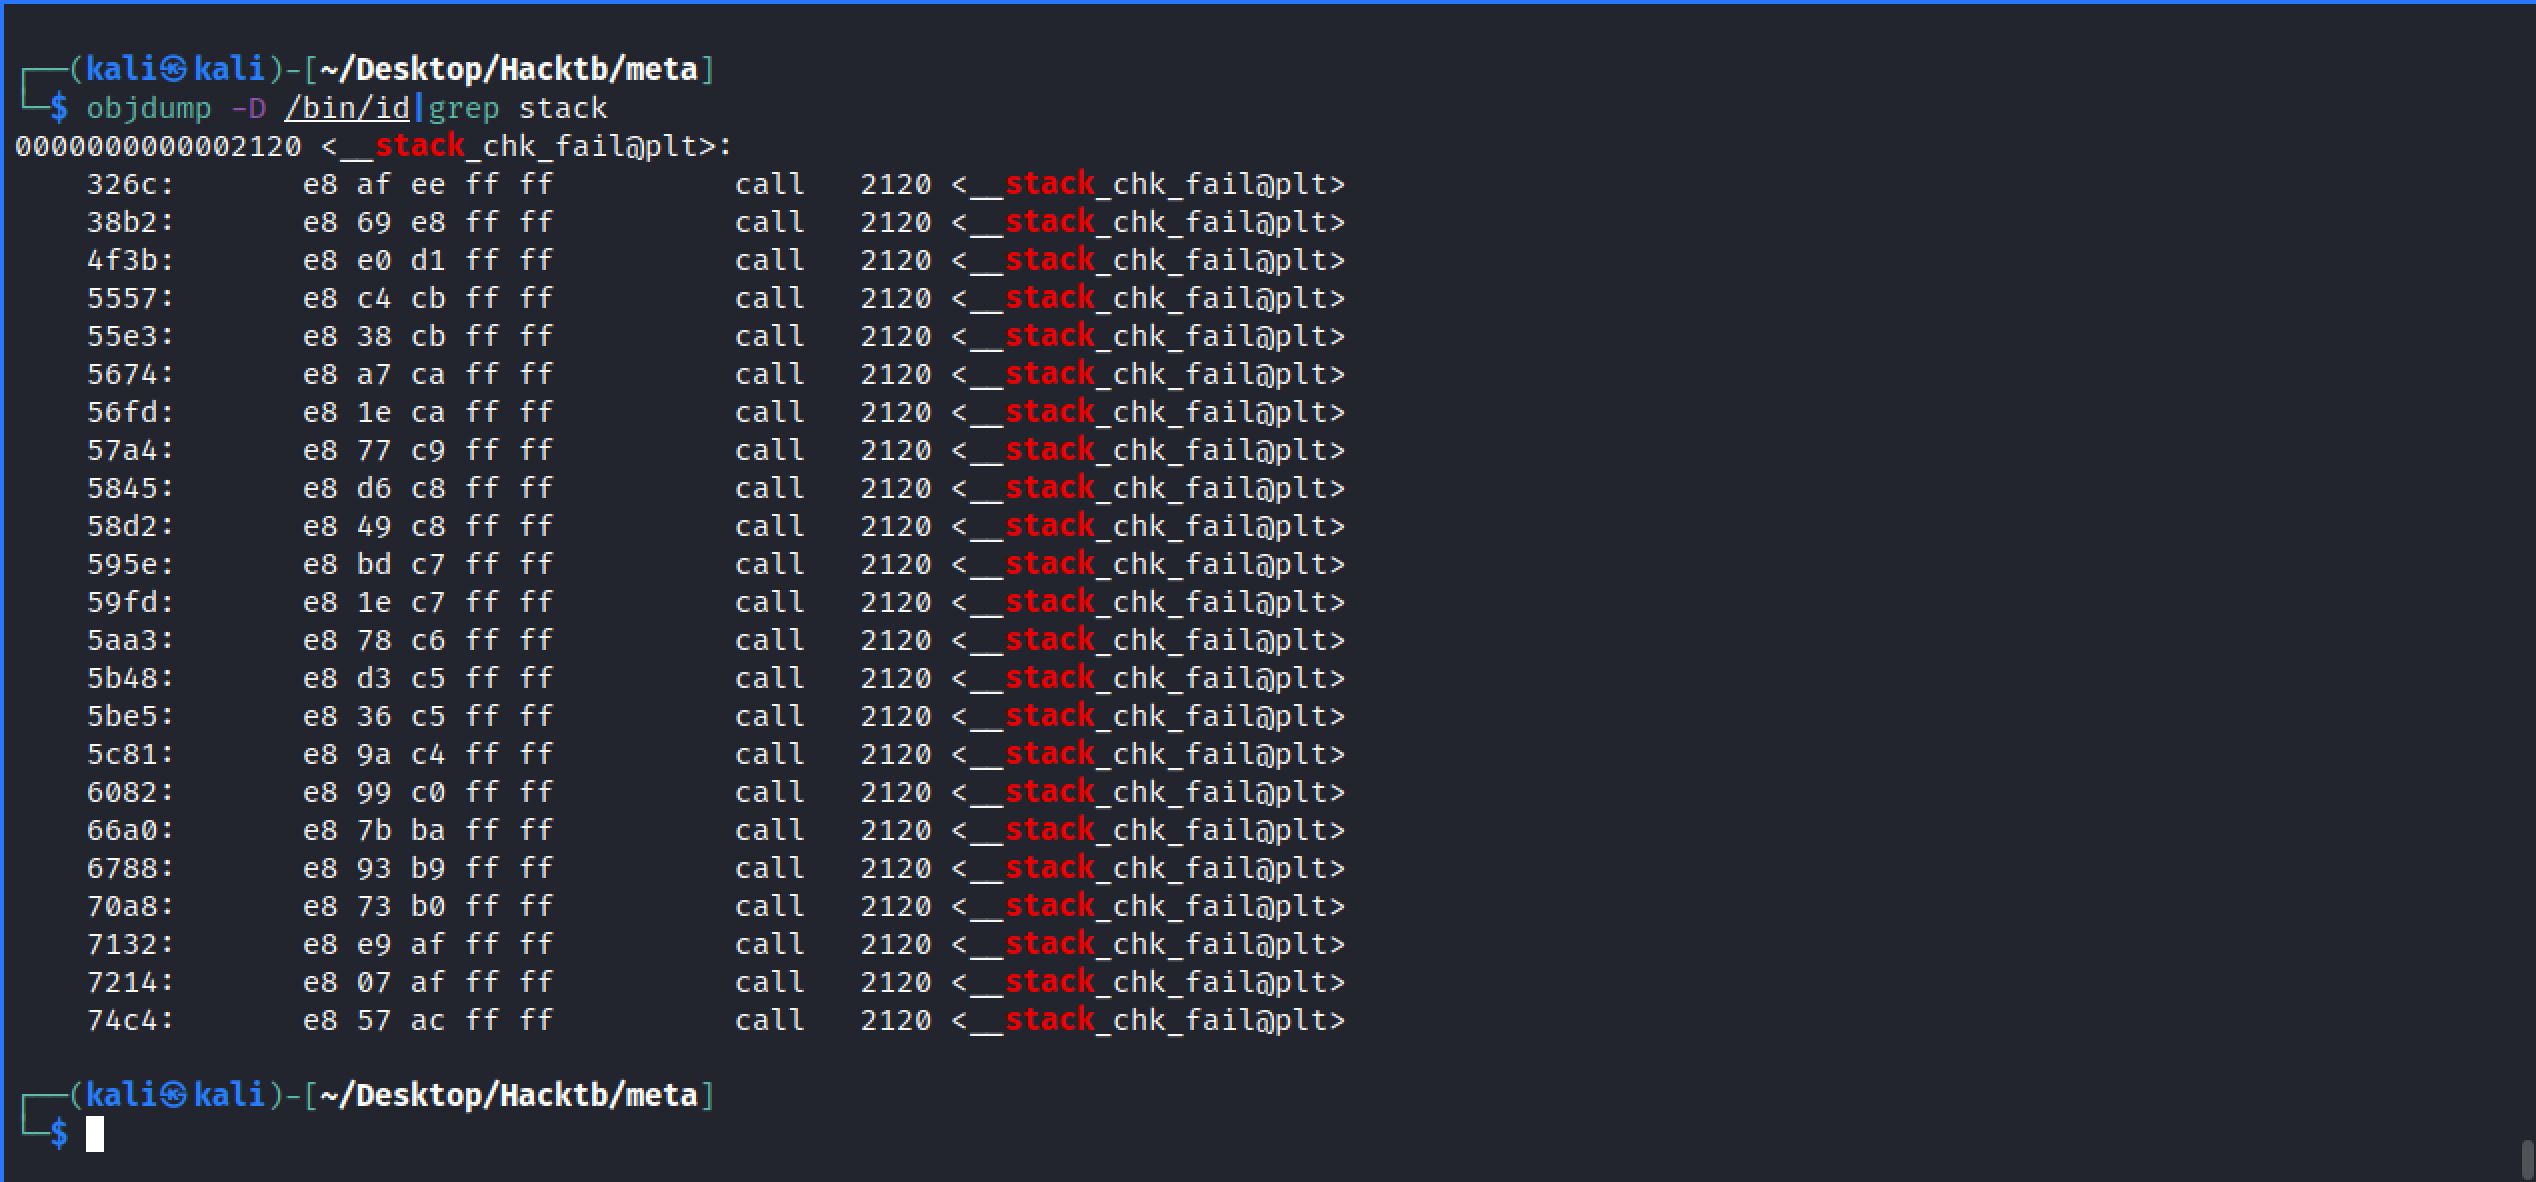 ┌──(kali㉿kali)-[~/Desktop/Hacktb/meta]
└─$ objdump -D /bin/id|grep stack
0000000000002120 <__stack_chk_fail@plt>:
    326c:	e8 af ee ff ff       	call   2120 <__stack_chk_fail@plt>
    38b2:	e8 69 e8 ff ff       	call   2120 <__stack_chk_fail@plt>
    4f3b:	e8 e0 d1 ff ff       	call   2120 <__stack_chk_fail@plt>
    5557:	e8 c4 cb ff ff       	call   2120 <__stack_chk_fail@plt>
    55e3:	e8 38 cb ff ff       	call   2120 <__stack_chk_fail@plt>
    5674:	e8 a7 ca ff ff       	call   2120 <__stack_chk_fail@plt>
    56fd:	e8 1e ca ff ff       	call   2120 <__stack_chk_fail@plt>
    57a4:	e8 77 c9 ff ff       	call   2120 <__stack_chk_fail@plt>
    5845:	e8 d6 c8 ff ff       	call   2120 <__stack_chk_fail@plt>
    58d2:	e8 49 c8 ff ff       	call   2120 <__stack_chk_fail@plt>
    595e:	e8 bd c7 ff ff       	call   2120 <__stack_chk_fail@plt>
    59fd:	e8 1e c7 ff ff       	call   2120 <__stack_chk_fail@plt>
    5aa3:	e8 78 c6 ff ff       	call   2120 <__stack_chk_fail@plt>
    5b48:	e8 d3 c5 ff ff       	call   2120 <__stack_chk_fail@plt>
    5be5:	e8 36 c5 ff ff       	call   2120 <__stack_chk_fail@plt>
    5c81:	e8 9a c4 ff ff       	call   2120 <__stack_chk_fail@plt>
    6082:	e8 99 c0 ff ff       	call   2120 <__stack_chk_fail@plt>
    66a0:	e8 7b ba ff ff       	call   2120 <__stack_chk_fail@plt>
    6788:	e8 93 b9 ff ff       	call   2120 <__stack_chk_fail@plt>
    70a8:	e8 73 b0 ff ff       	call   2120 <__stack_chk_fail@plt>
    7132:	e8 e9 af ff ff       	call   2120 <__stack_chk_fail@plt>
    7214:	e8 07 af ff ff       	call   2120 <__stack_chk_fail@plt>
    74c4:	e8 57 ac ff ff       	call   2120 <__stack_chk_fail@plt>
┌──(kali㉿kali)-[~/Desktop/Hacktb/meta]
└─$